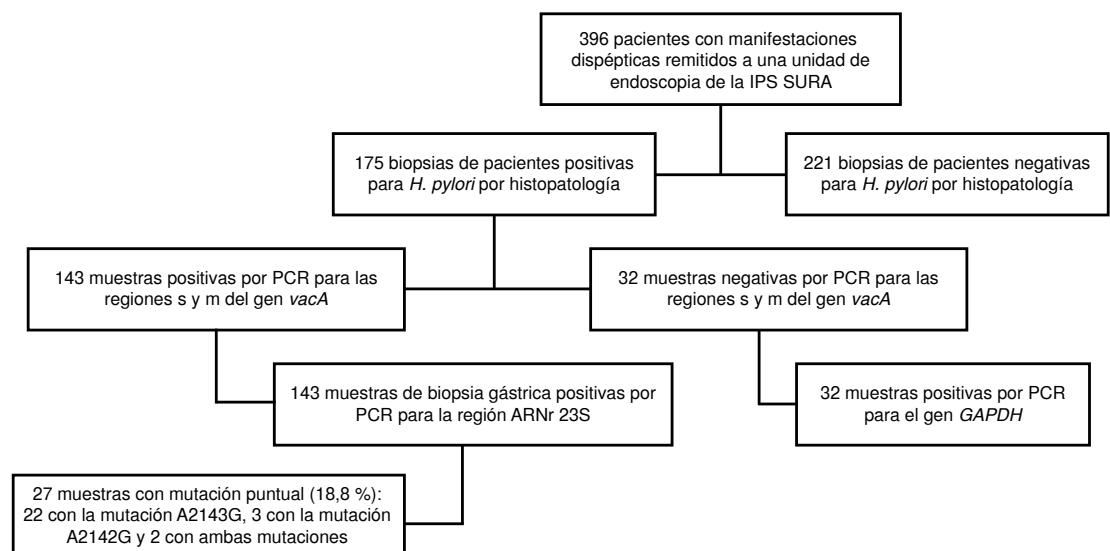 396 pacientes con manifestaciones
dispépticas remitidos a una unidad de
endoscopia de la IPS SURA
175 biopsias de pacientes positivas
para H. pylori por histopatología
221 biopsias de pacientes negativas
para H. pylori por histopatología
143 muestras positivas por PCR para las
regiones s y m del gen vacA
32 muestras negativas por PCR para las
regiones s y m del gen vacA
143 muestras de biopsia gástrica positivas por
PCR para la región ARNr 23S
32 muestras positivas por PCR
para el gen GAPDH
27 muestras con mutación puntual (18,8 %):
22 con la mutación A2143G, 3 con la mutación
A2142G y 2 con ambas mutaciones